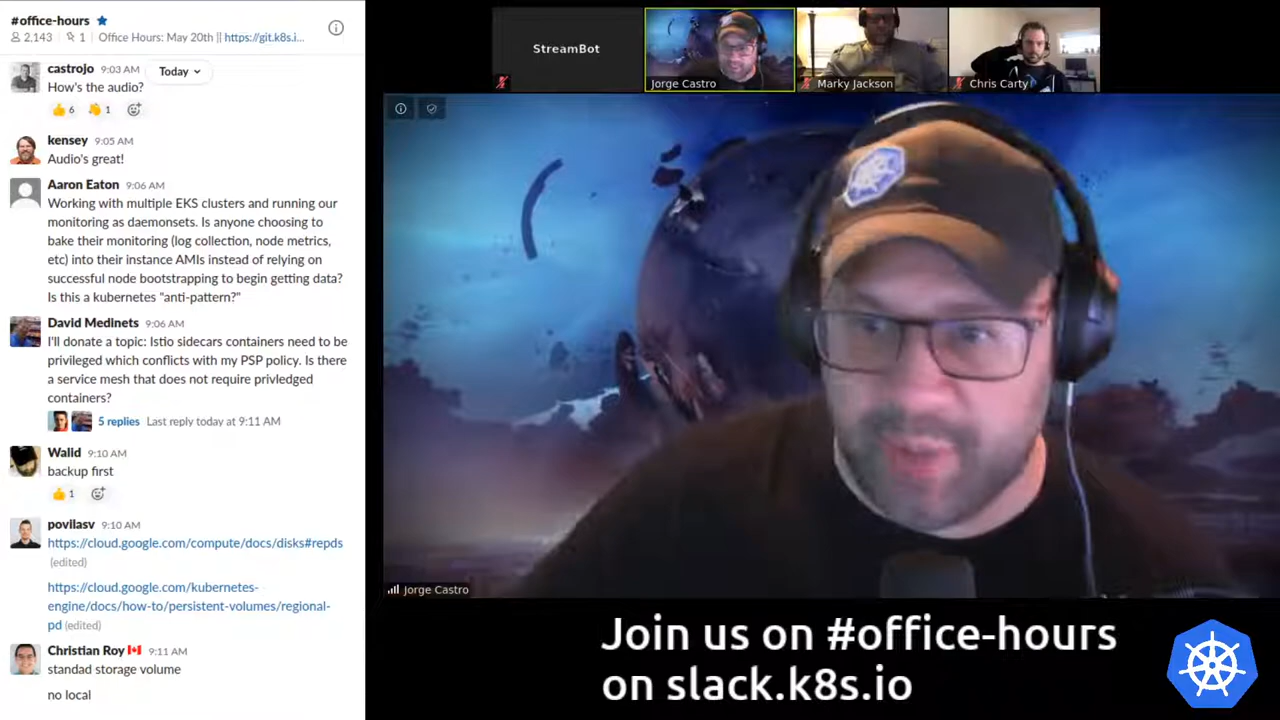 #office-hours
2,143 1 Office Hours: May 20th || https://git.k8s.i...
castrojo 9:03 AM
Today
How's the audio?
6 1
kensey 9:05 AM
Audio's great!
Aaron Eaton 9:06 AM
Working with multiple EKS clusters and running our
monitoring as daemonsets. Is anyone choosing to
bake their monitoring (log collection, node metrics,
etc) into their instance AMIs instead of relying on
successful node bootstrapping to begin getting data?
Is this a kubernetes "anti-pattern?"
David Medinets 9:06 AM
I'll donate a topic: Istio sidecars containers need to be
privileged which conflicts with my PSP policy. Is there
a service mesh that does not require privledged
containers?
5 replies Last reply today at 9:11 AM
Walid 9:10 AM
backup first
1
povilasv 9:10 AM
https://cloud.google.com/compute/docs/disks#repds
(edited)
https://cloud.google.com/kubernetes-
engine/docs/how-to/persistent-volumes/regional-
pd (edited)
Christian Roy 9:11 AM
standad storage volume
no local
StreamBot
Jorge Castro
Marky Jackson
Chris Carty
Jorge Castro
Join us on #office-hours
on slack.k8s.io